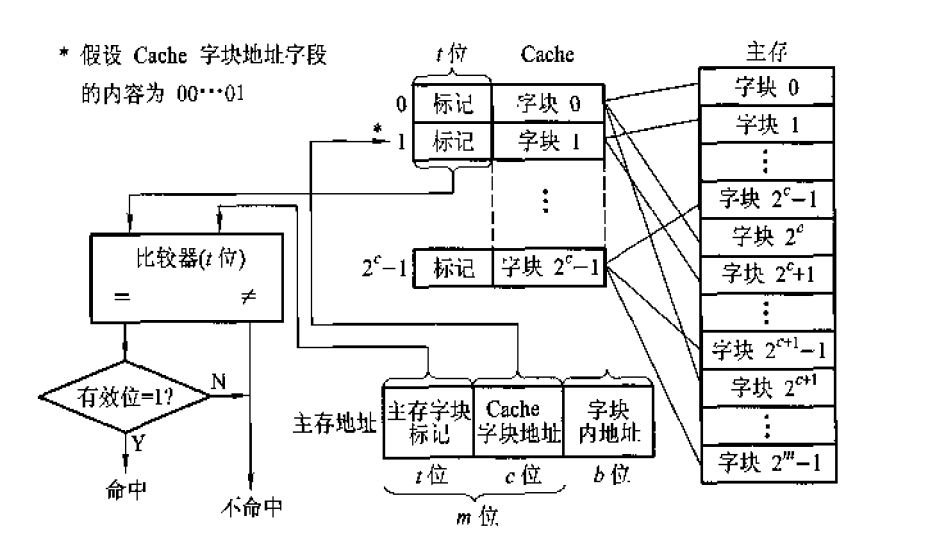 * 假设 Cache 字块地址字段
的内容为 00…01
t位
Cache
主存
0
标记
字块 0
字块 0
*
1
标记
字块 1
字块 1
⋮
⋮
字块 2^c−1
比较器(t 位)
=
≠
2^c−1
标记
字块 2^c−1
字块 2^c
字块 2^c+1
⋮
字块 2^{c+1}−1
字块 2^{c+1}
⋮
字块 2^m−1
有效位=1?
N
Y
命中
不命中
主存地址
主存字块
标记
Cache
字块地址
字块
内地址
t位
c位
b位
m 位